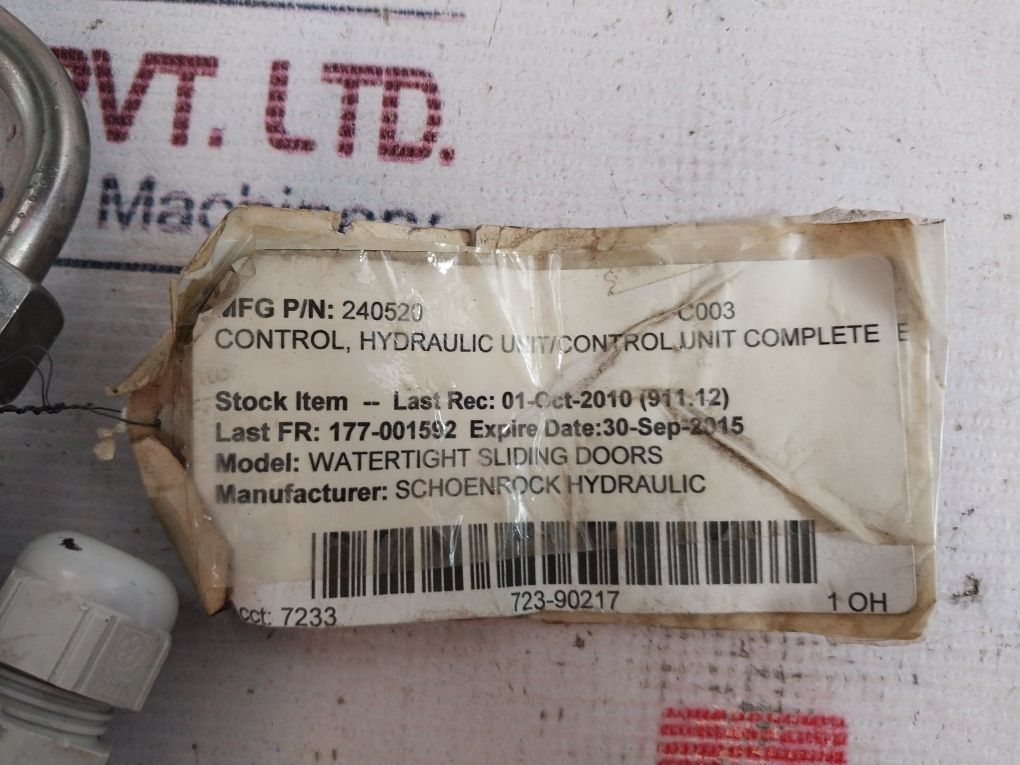 PVT. LTD.
Machinery
MFG P/N: 240520 C003
CONTROL, HYDRAULIC UNIT/CONTROL UNIT COMPLETE E
Stock Item -- Last Rec: 01-Oct-2010 (911.12)
Last FR: 177-001592 Expire Date:30-Sep-2015
Model: WATERTIGHT SLIDING DOORS
Manufacturer: SCHOENROCK HYDRAULIC
723-90217
cct: 7233 1 OH